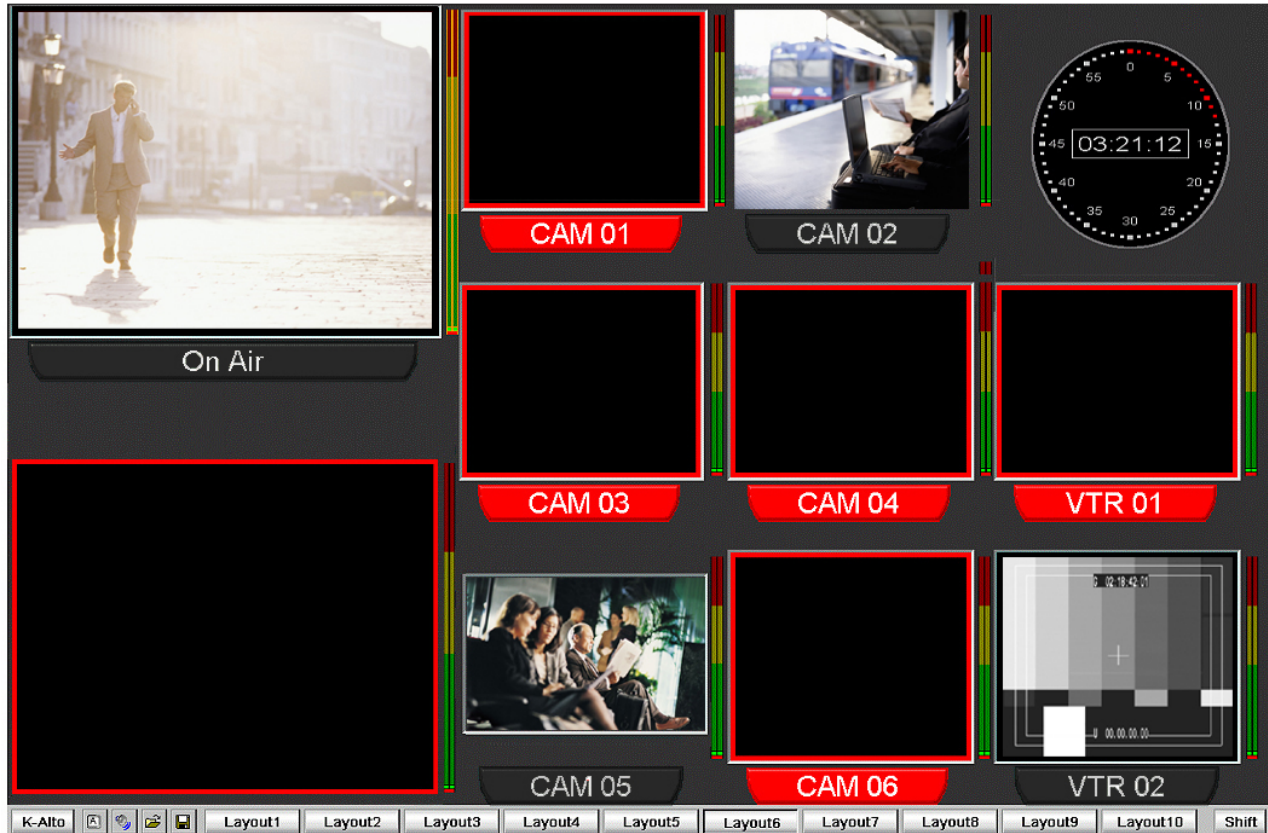 On Air
CAM 01
CAM 02
0
5
10
15
20
25
30
35
40
45
50
55
03:21:12
CAM 03
CAM 04
VTR 01
G 02:18:42:01
U 00.00.00.00
CAM 05
CAM 06
VTR 02
K-Alto A Layout1 Layout2 Layout3 Layout4 Layout5 Layout6 Layout7 Layout8 Layout9 Layout10 Shift